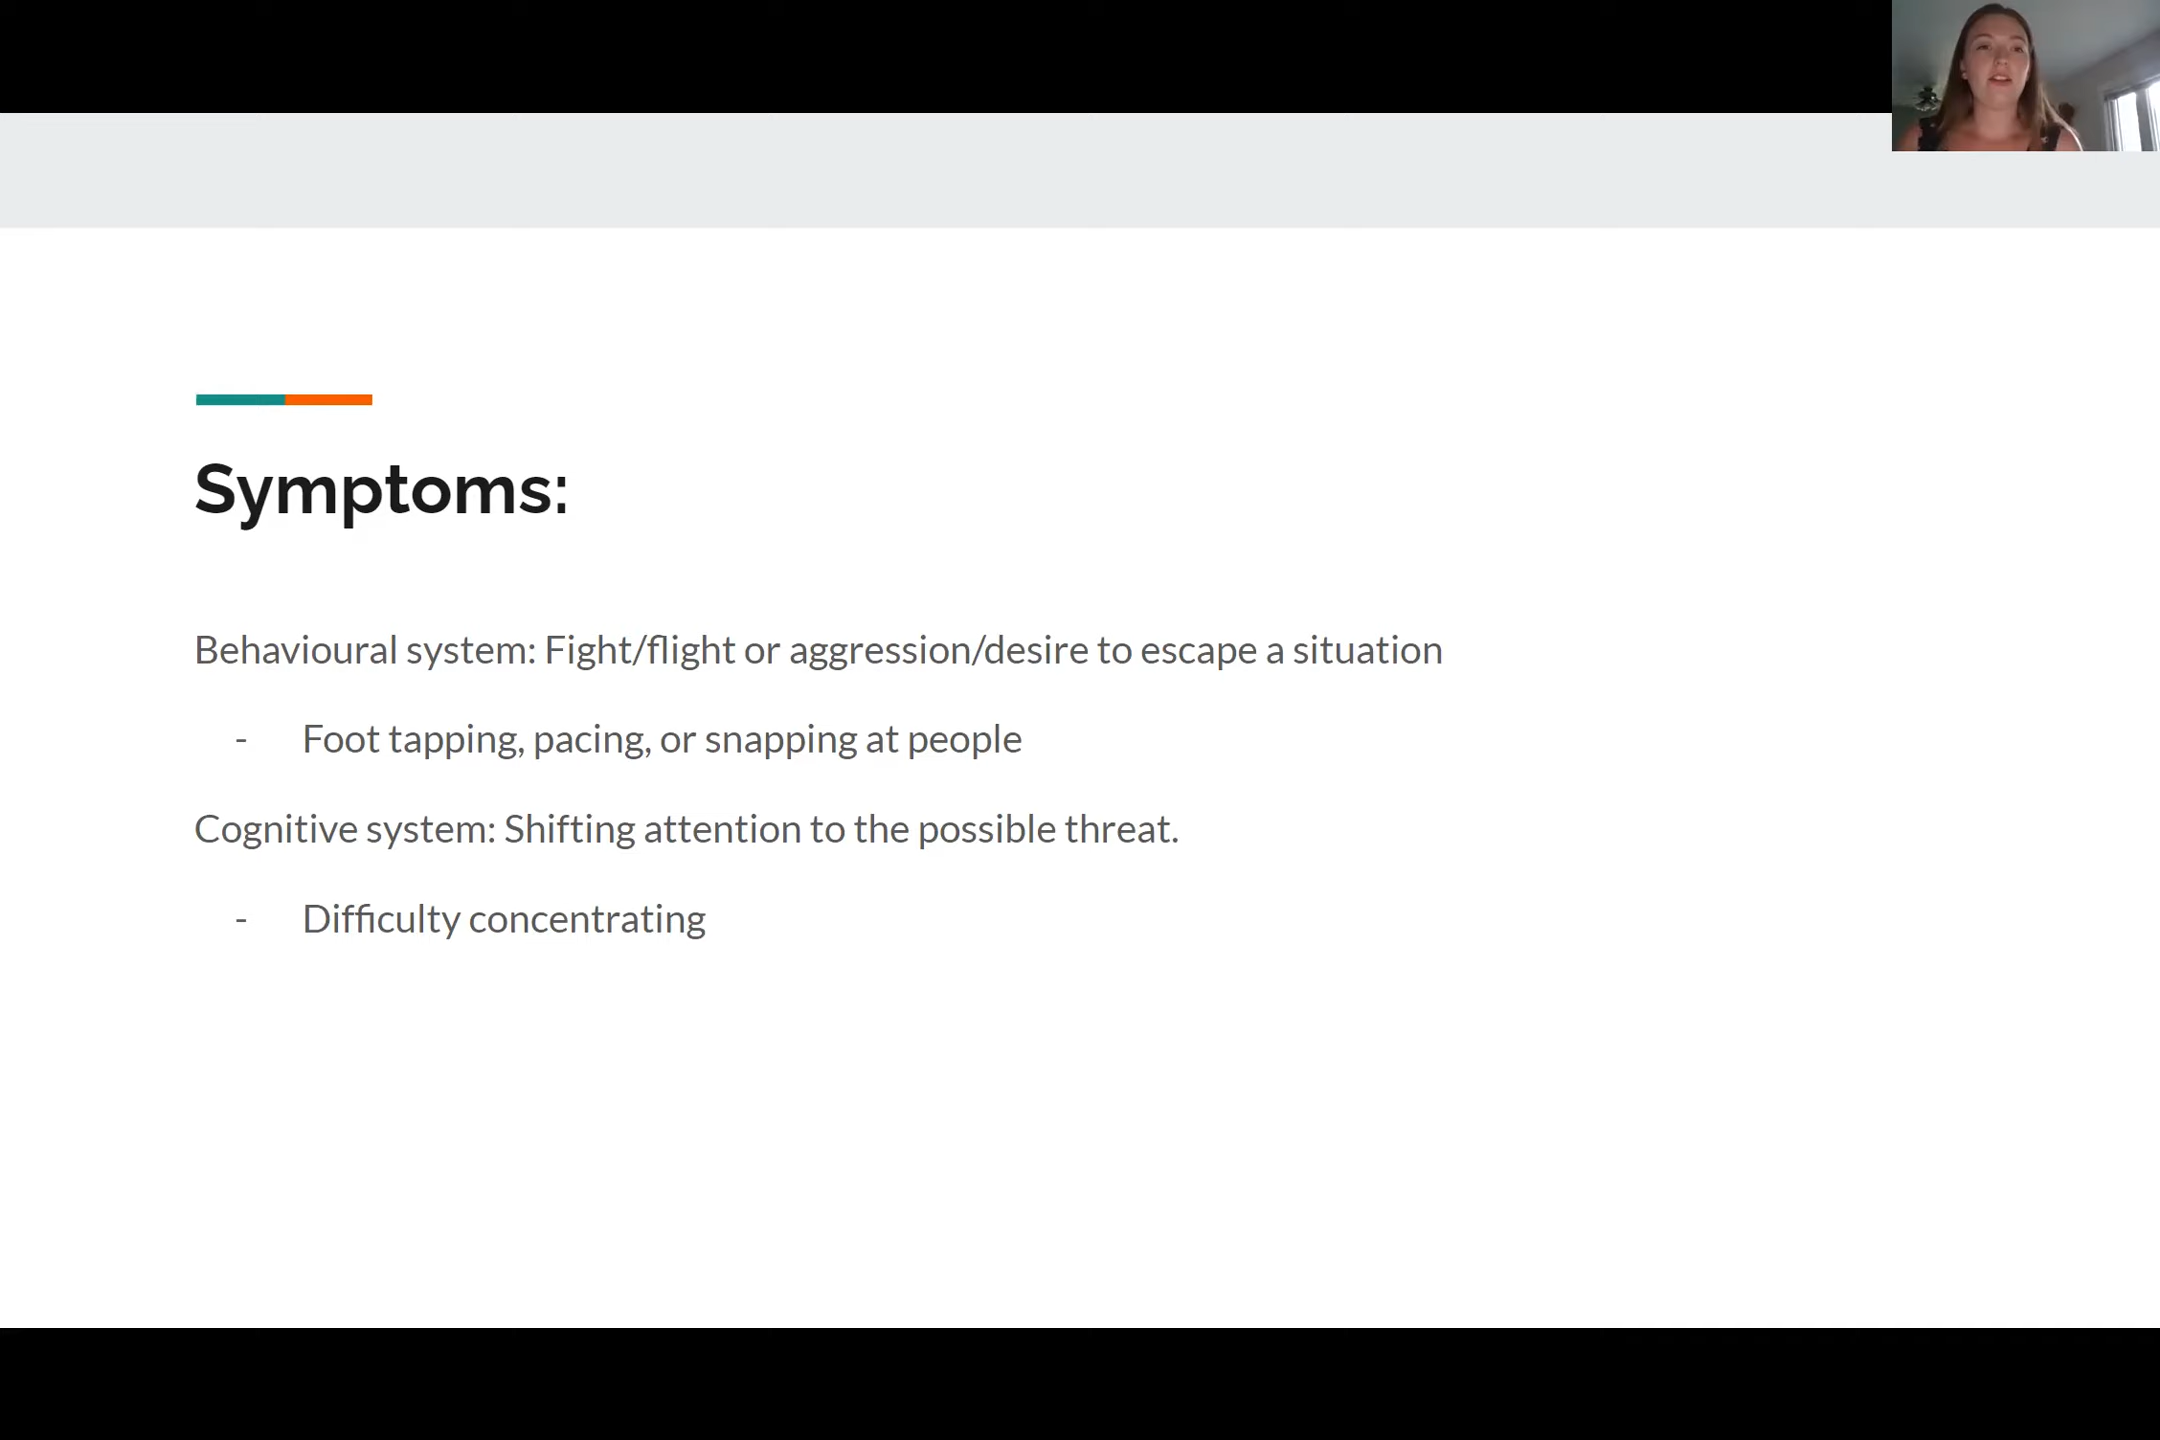 Symptoms:
Behavioural system: Fight/flight or aggression/desire to escape a situation
- Foot tapping, pacing, or snapping at people
Cognitive system: Shifting attention to the possible threat.
- Difficulty concentrating